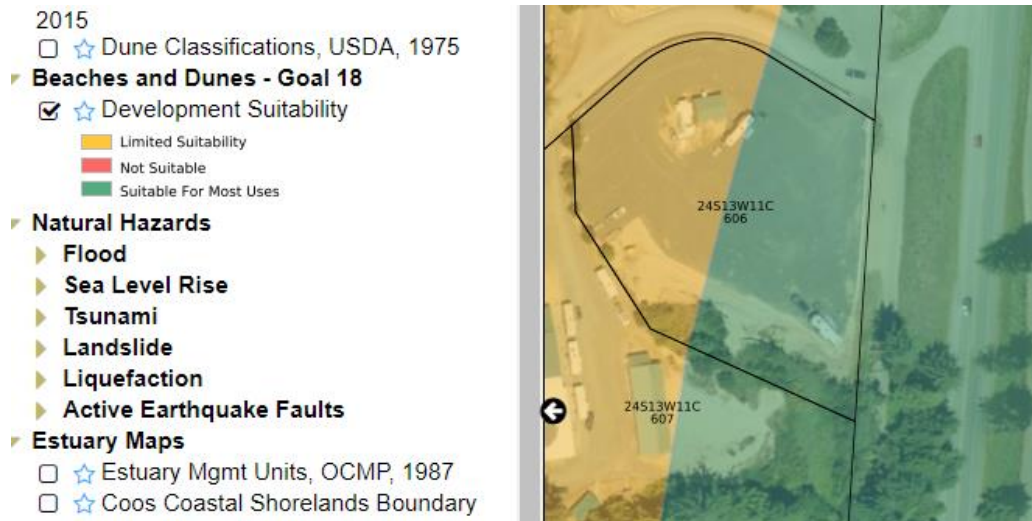 2015
Dune Classifications, USDA, 1975
Beaches and Dunes - Goal 18
Development Suitability
Limited Suitability
Not Suitable
Suitable For Most Uses
Natural Hazards
Flood
Sea Level Rise
Tsunami
Landslide
Liquefaction
Active Earthquake Faults
Estuary Maps
Estuary Mgmt Units, OCMP, 1987
Coos Coastal Shorelands Boundary
24S13W11C
606
24S13W11C
607